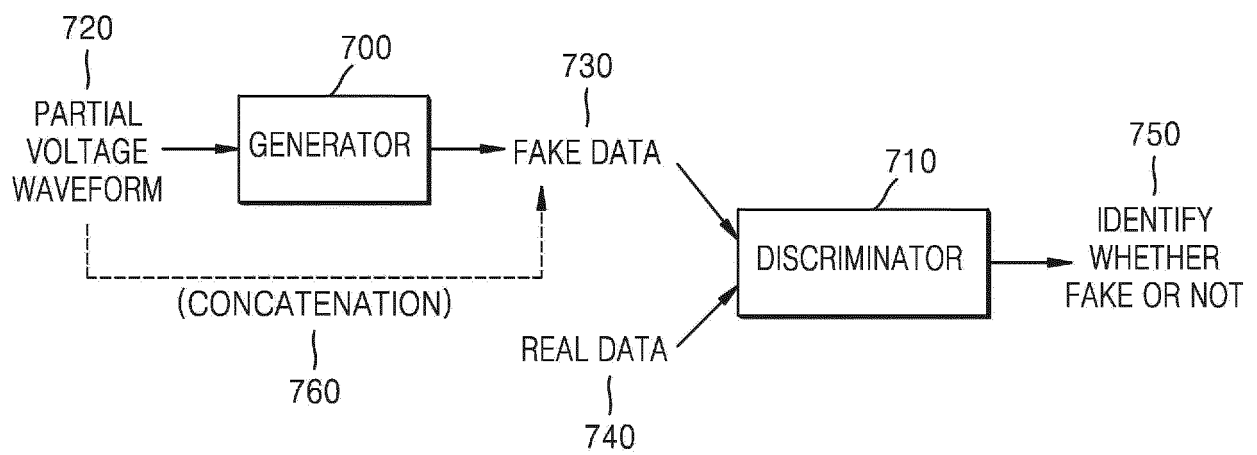 720
PARTIAL
VOLTAGE
WAVEFORM
700
GENERATOR
730
FAKE DATA
(CONCATENATION)
760
REAL DATA
740
710
DISCRIMINATOR
750
IDENTIFY
WHETHER
FAKE OR NOT